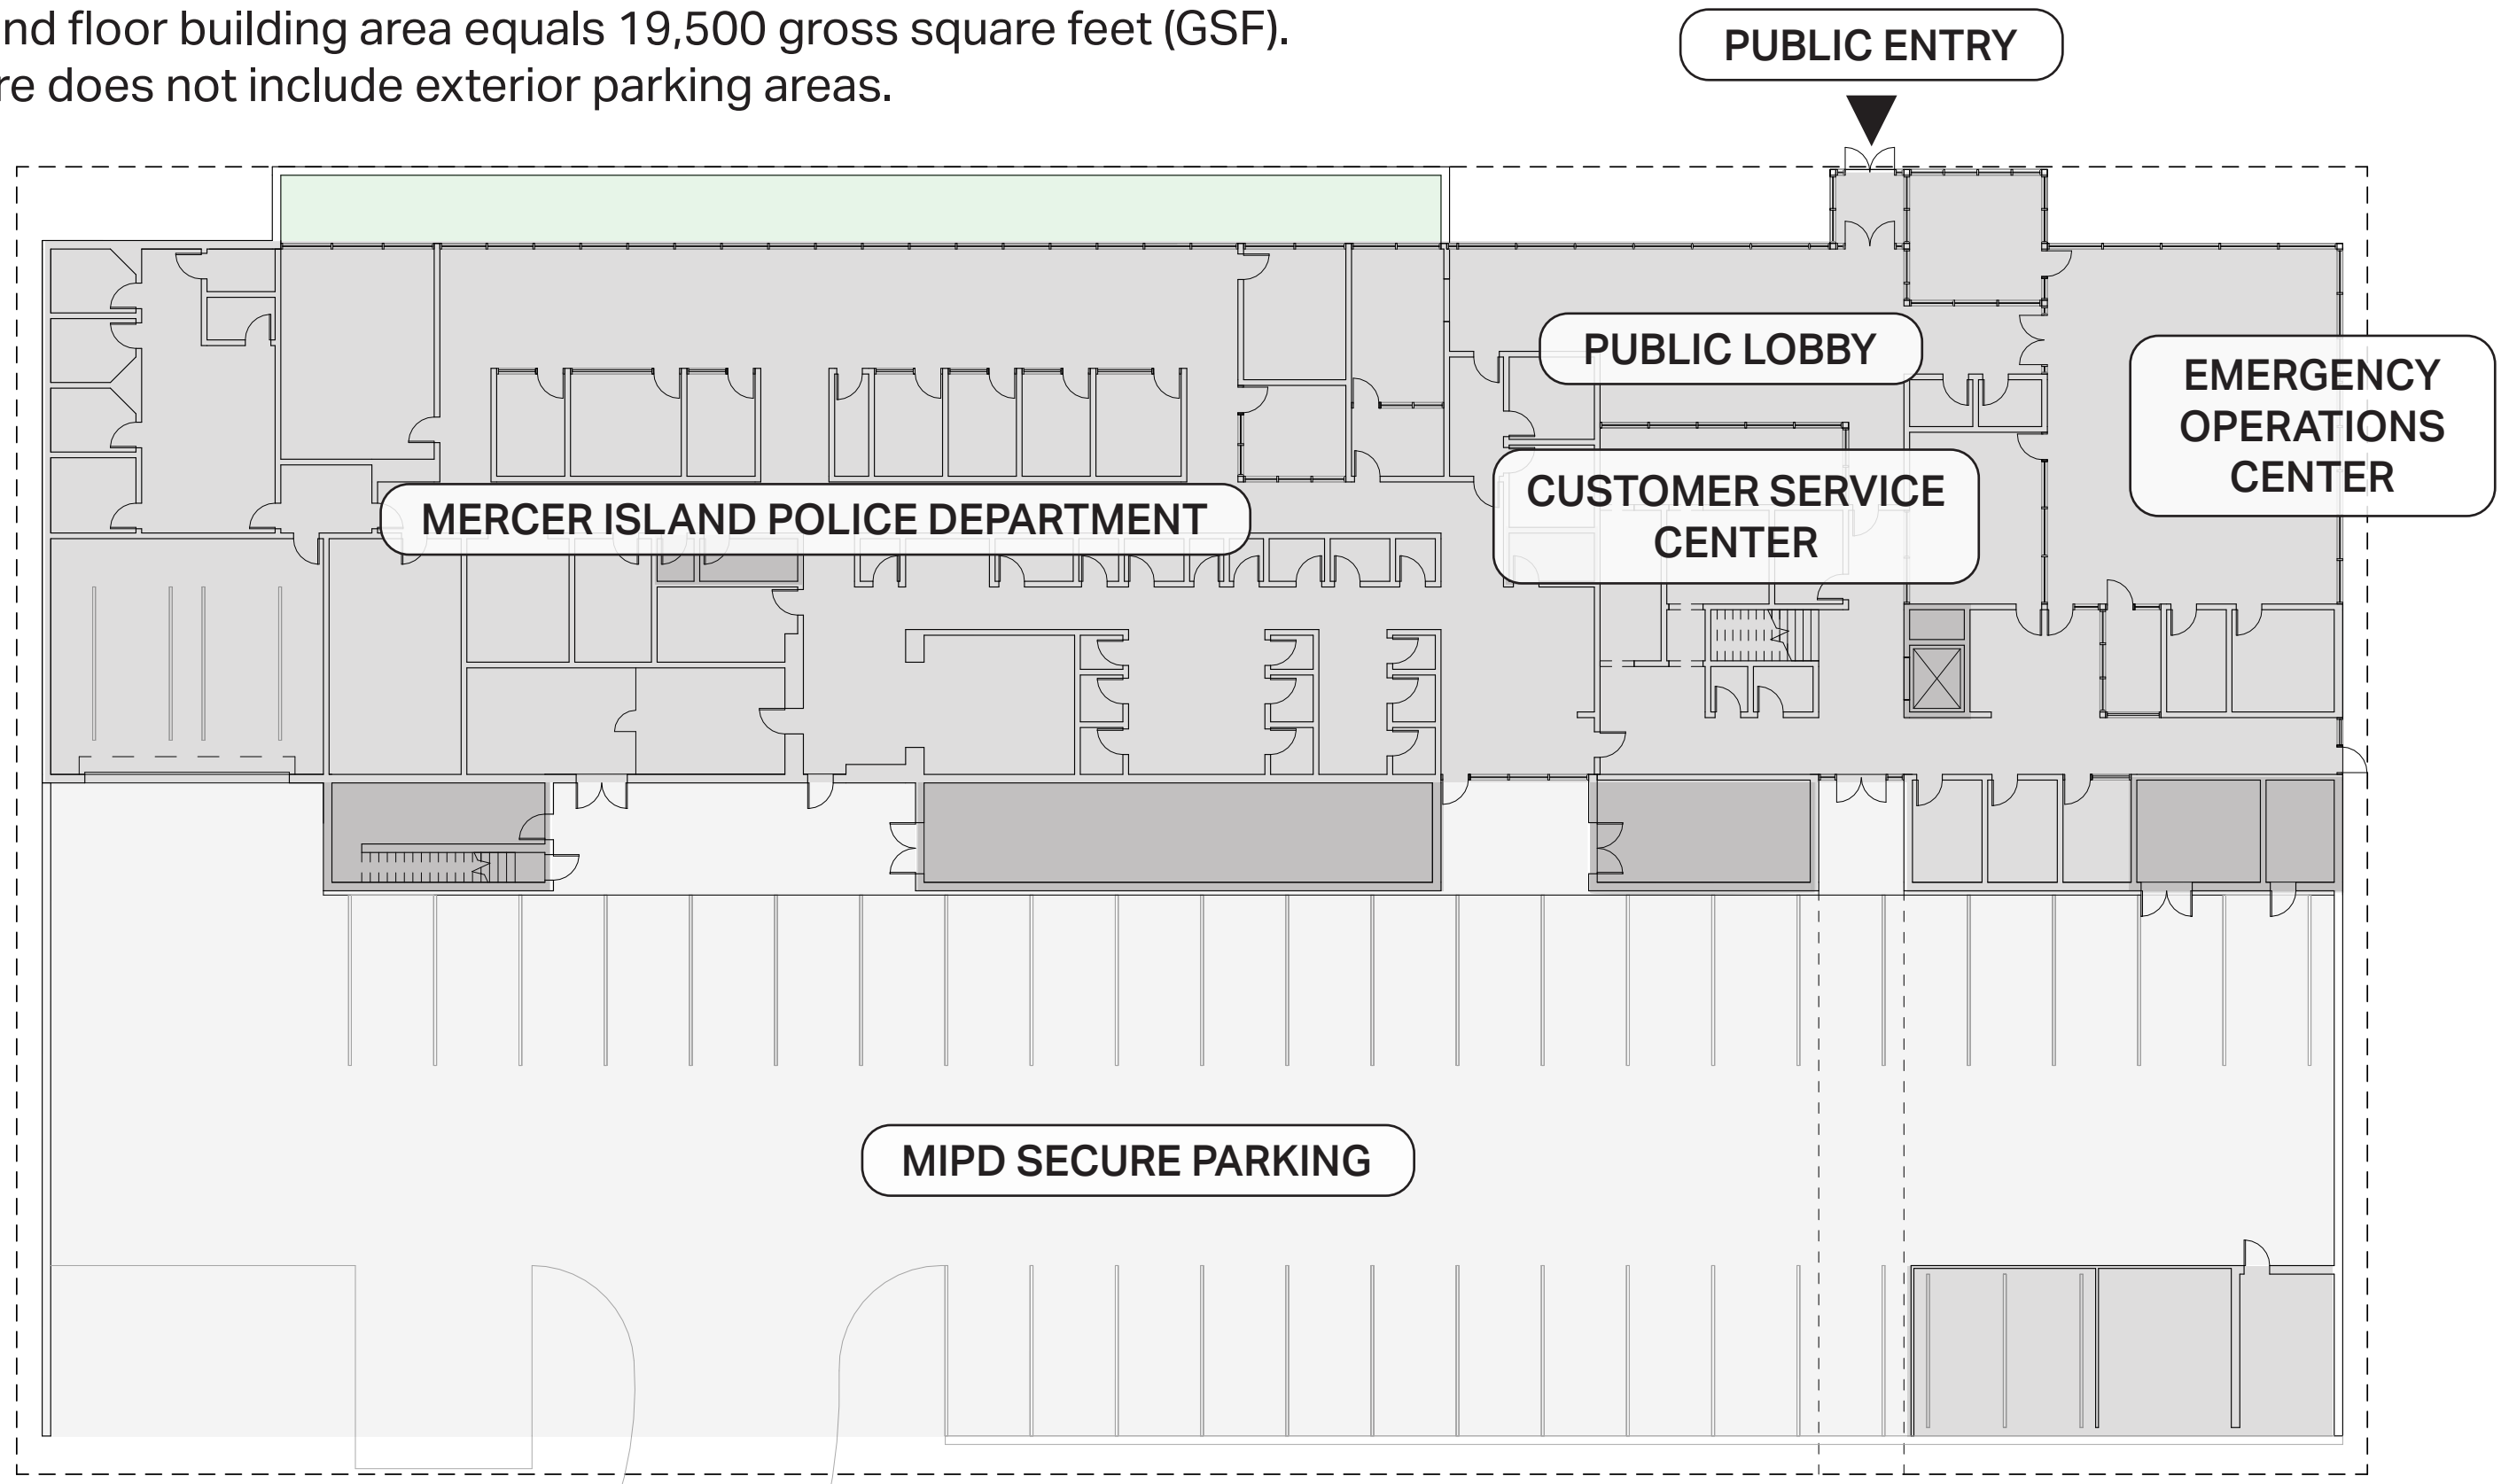 nd floor building area equals 19,500 gross square feet (GSF).
re does not include exterior parking areas.
PUBLIC ENTRY
PUBLIC LOBBY
EMERGENCY
OPERATIONS
CENTER
CUSTOMER SERVICE
CENTER
MERCER ISLAND POLICE DEPARTMENT
MIPD SECURE PARKING